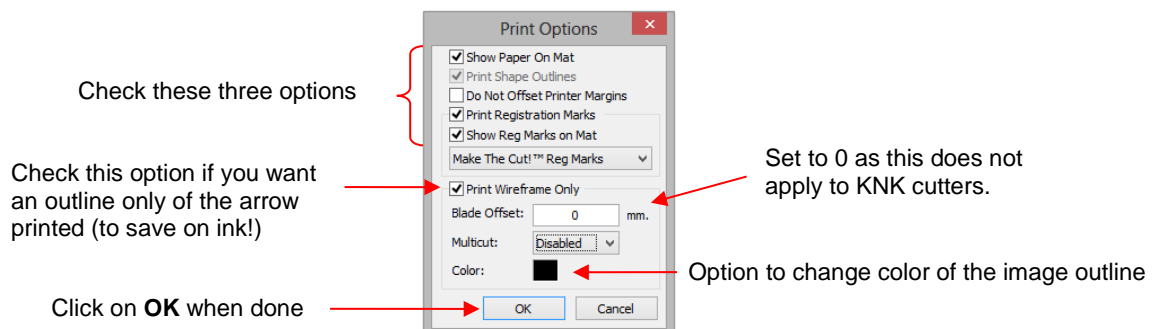 Print Options
Show Paper On Mat
Print Shape Outlines
Do Not Offset Printer Margins
Print Registration Marks
Show Reg Marks on Mat
Make The Cut!™ Reg Marks
Print Wireframe Only
Blade Offset: 0 mm.
Multicut: Disabled
Color:
OK Cancel
Check these three options
Check this option if you want
an outline only of the arrow
printed (to save on ink!)
Click on OK when done
Set to 0 as this does not
apply to KNK cutters.
Option to change color of the image outline